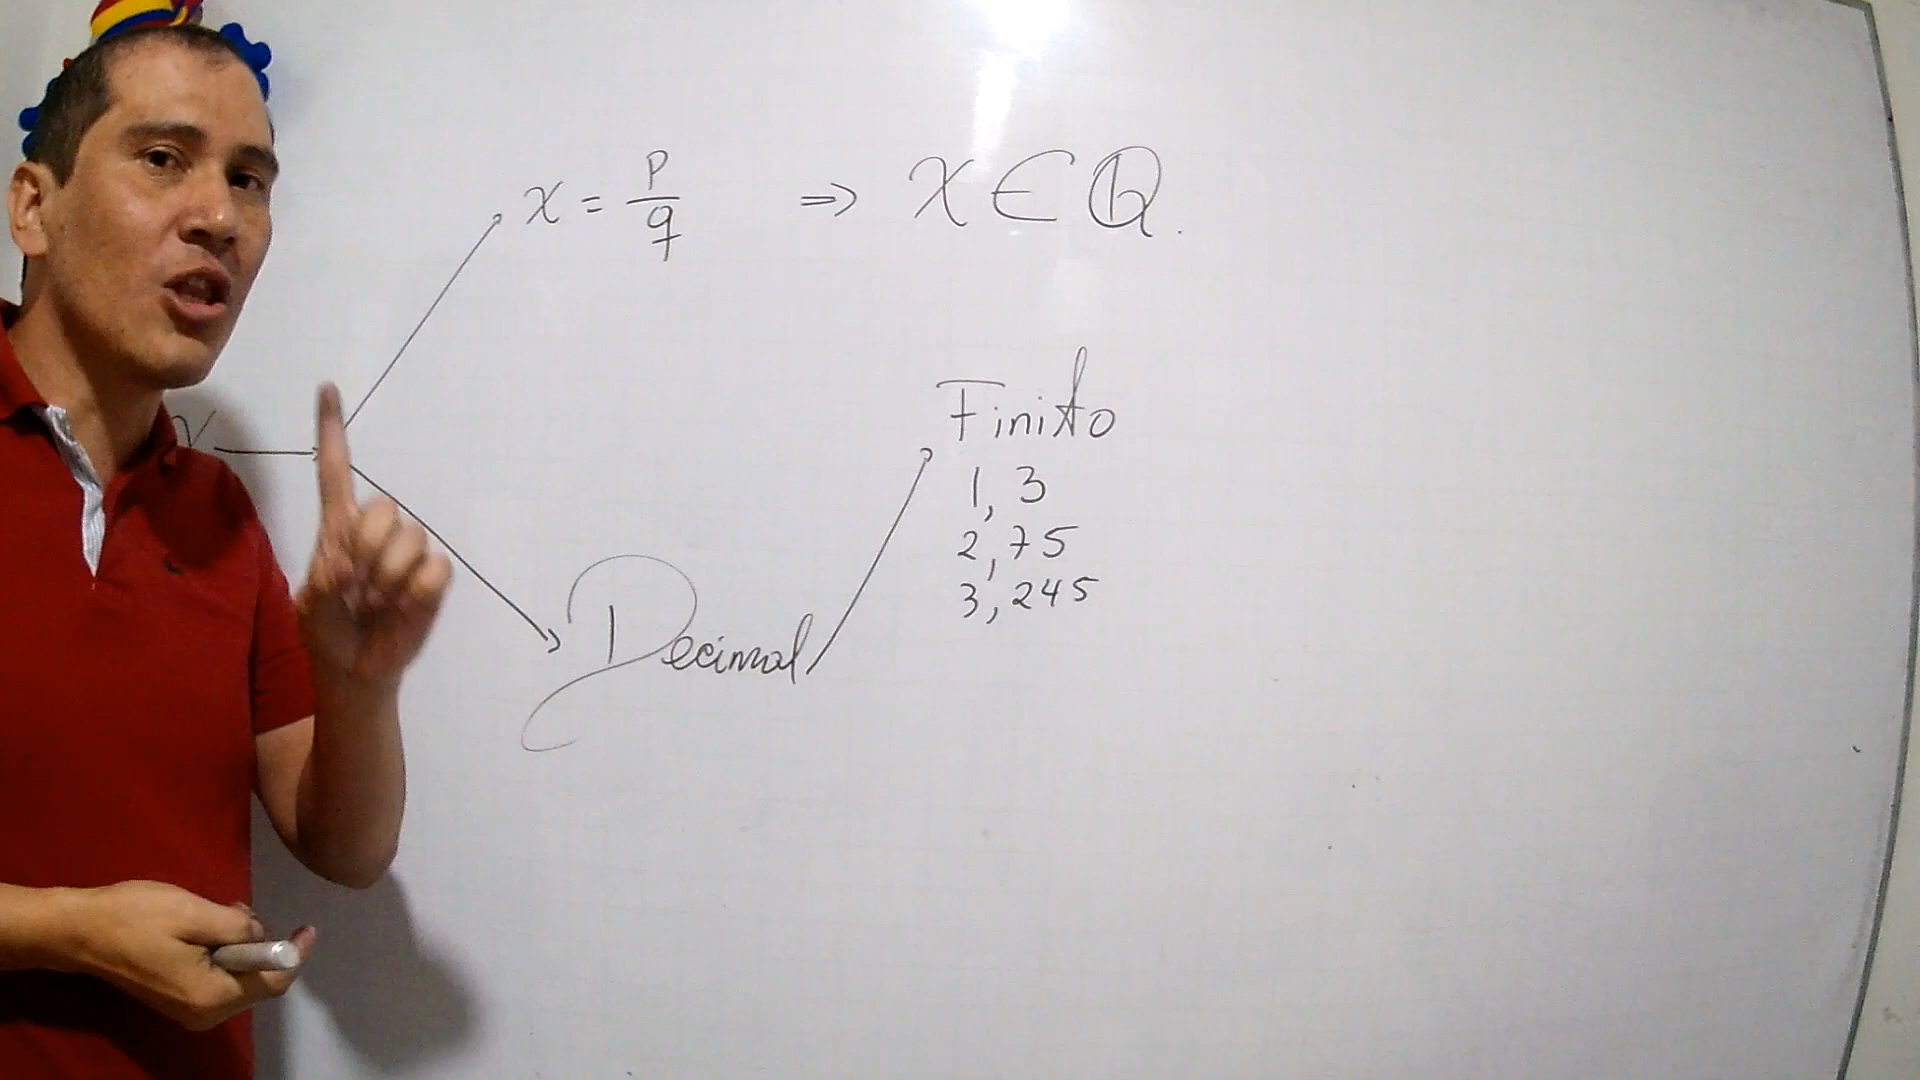 x = p/q ⇒ x ∈ ℚ.
x
Finito
1,3
2,75
3,245
Decimal